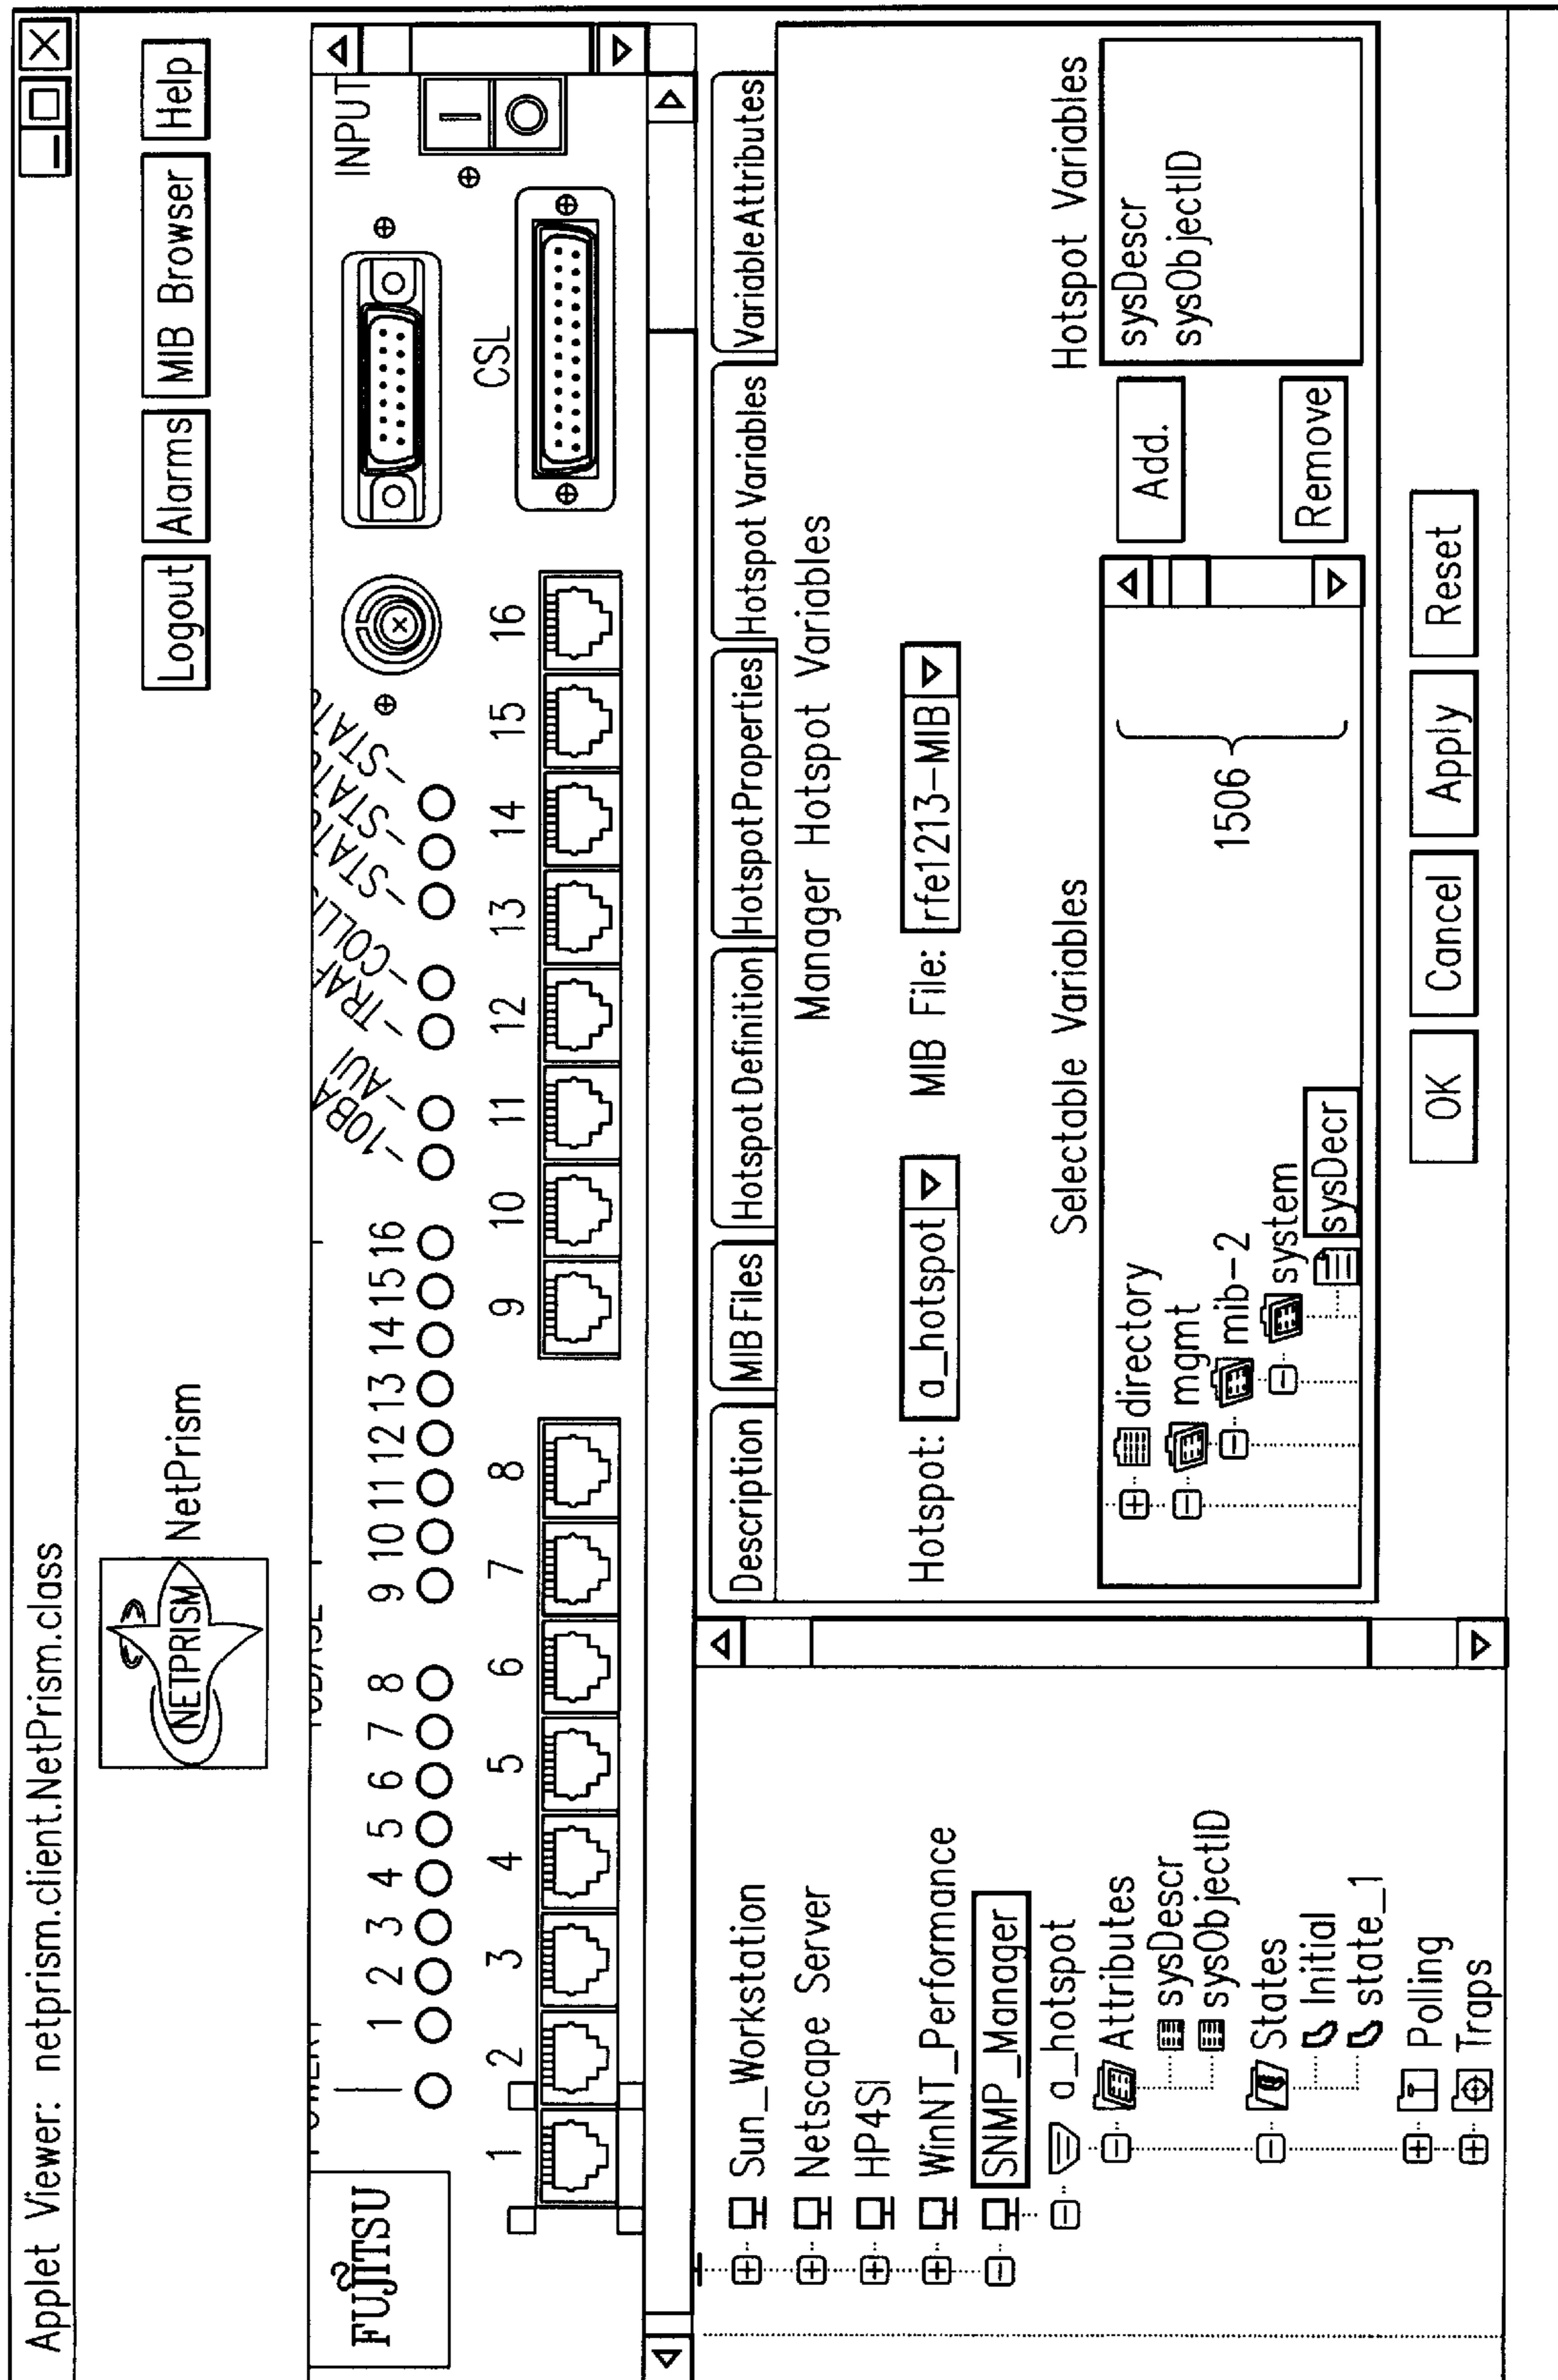 Applet Viewer: netprism.client.NetPrism.class
NETPRISM
NetPrism
Logout
Alarms
MIB Browser
Help
FUJITSU
1 2 3 4 5 6 7 8
9 10 11 12 13 14 15 16
-10BA
-AUI
-TRAF
-COLLI
-STATU
-STATU
-STATU
INPUT
CSL
1 2 3 4 5 6 7 8
9 10 11 12 13 14 15 16
Sun_Workstation
Netscape Server
HP4SI
WinNT_Performance
SNMP_Manager
a_hotspot
Attributes
sysDescr
sysObjectID
States
Initial
state_1
Polling
Traps
Description
MIB Files
Hotspot Definition
Hotspot Properties
Hotspot Variables
Variable Attributes
Manager Hotspot Variables
Hotspot: a_hotspot
MIB File: rfe1213-MIB
Selectable Variables
directory
mgmt
mib-2
system
sysDecr
1506
Add.
Remove
Hotspot Variables
sysDescr
sysObjectID
OK
Cancel
Apply
Reset